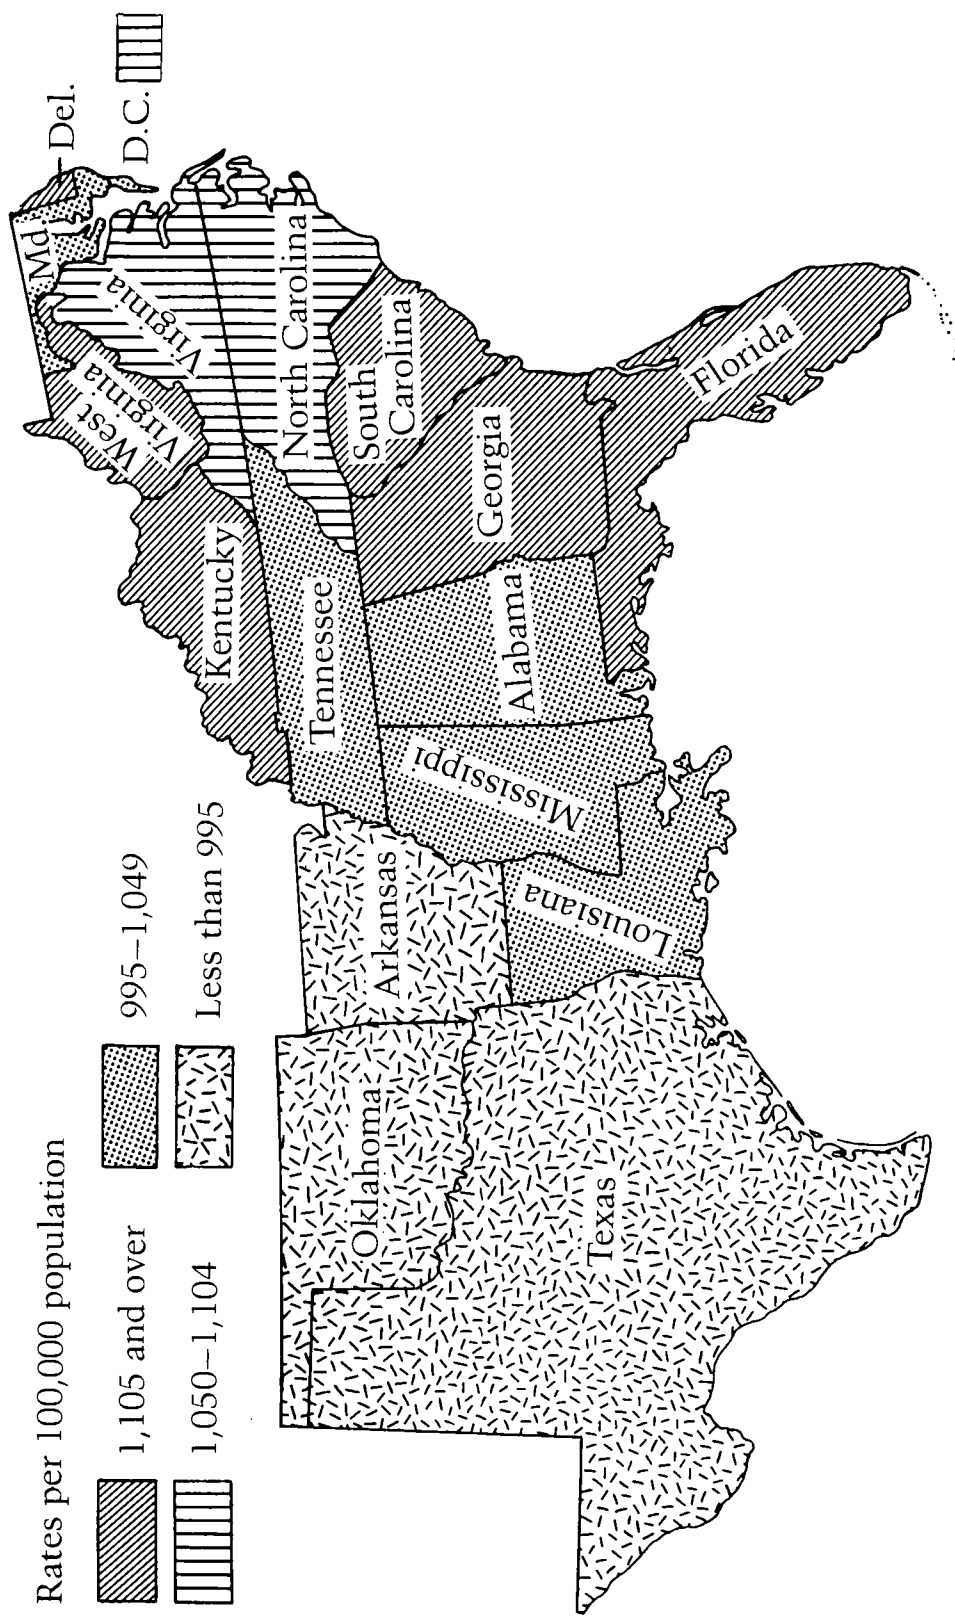 Rates per 100,000 population
1,105 and over
995–1,049
1,050–1,104
Less than 995
Md.
Del.
D.C.
West
Virginia
Virginia
Kentucky
North Carolina
Tennessee
South
Carolina
Oklahoma
Arkansas
Mississippi
Alabama
Georgia
Texas
Louisiana
Florida